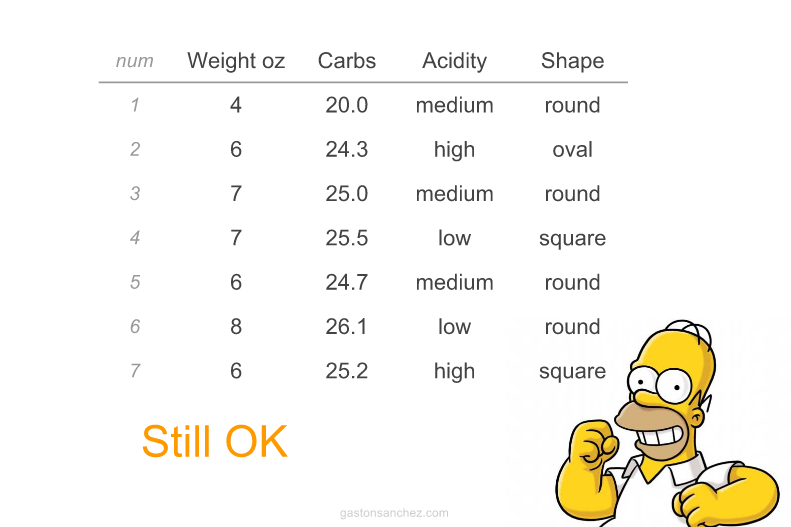 num Weight oz Carbs Acidity Shape
1 4 20.0 medium round
2 6 24.3 high oval
3 7 25.0 medium round
4 7 25.5 low square
5 6 24.7 medium round
6 8 26.1 low round
7 6 25.2 high square
Still OK
gastonsanchez.com